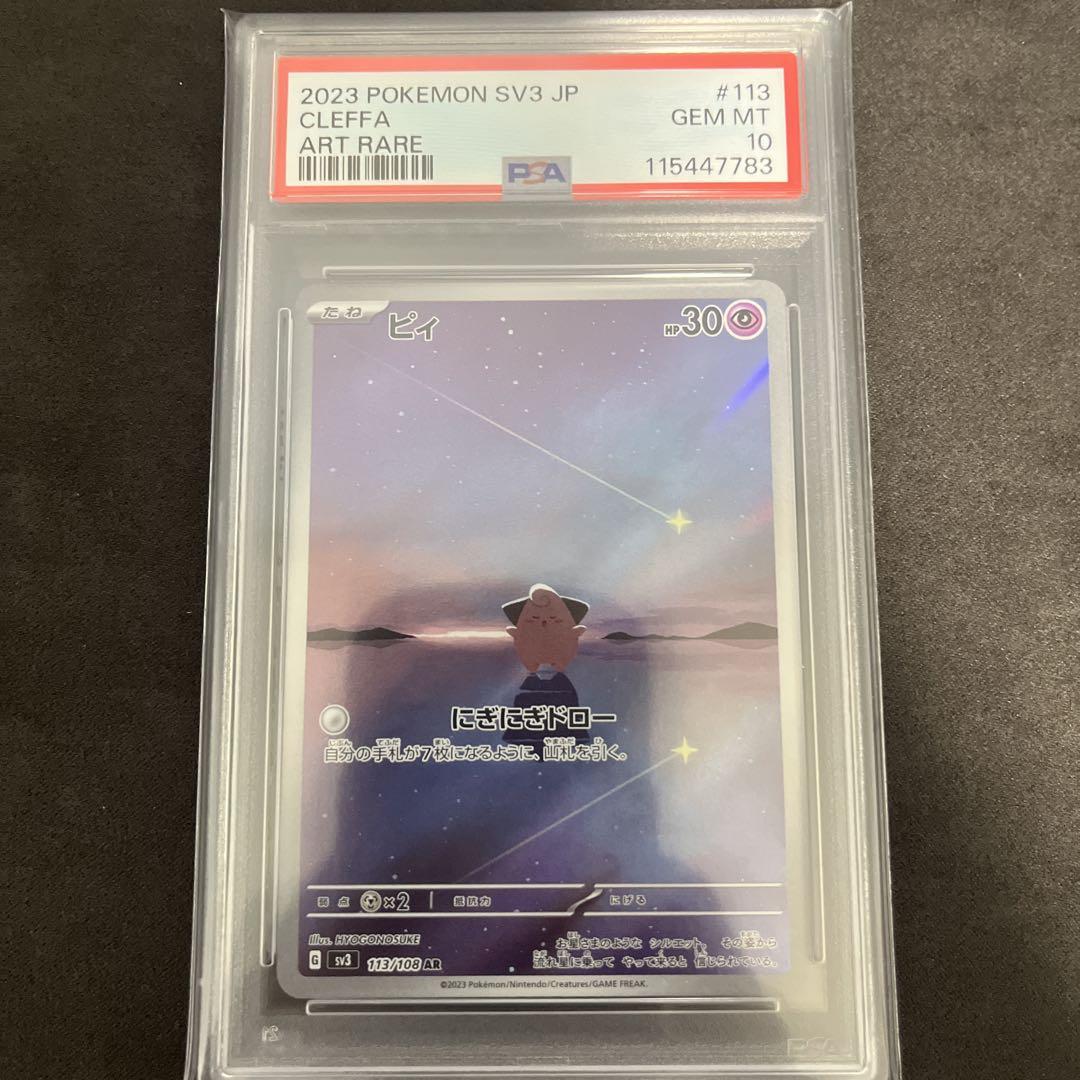 2023 POKEMON SV3 JP #113
CLEFFA GEM MT
ART RARE 10
PSA 115447783
たね ピィ HP30
にぎにぎドロー
自分の手札が7枚になるように、山札を引く。
弱点 ×2 抵抗力 にげる
Illus. HYOGONOSUKE
お星さまのような シルエット。 その姿から
流れ星に乗って やって来ると 信じられている。
G SV3 113/108 AR
©2023 Pokémon/Nintendo/Creatures/GAME FREAK.
PSA